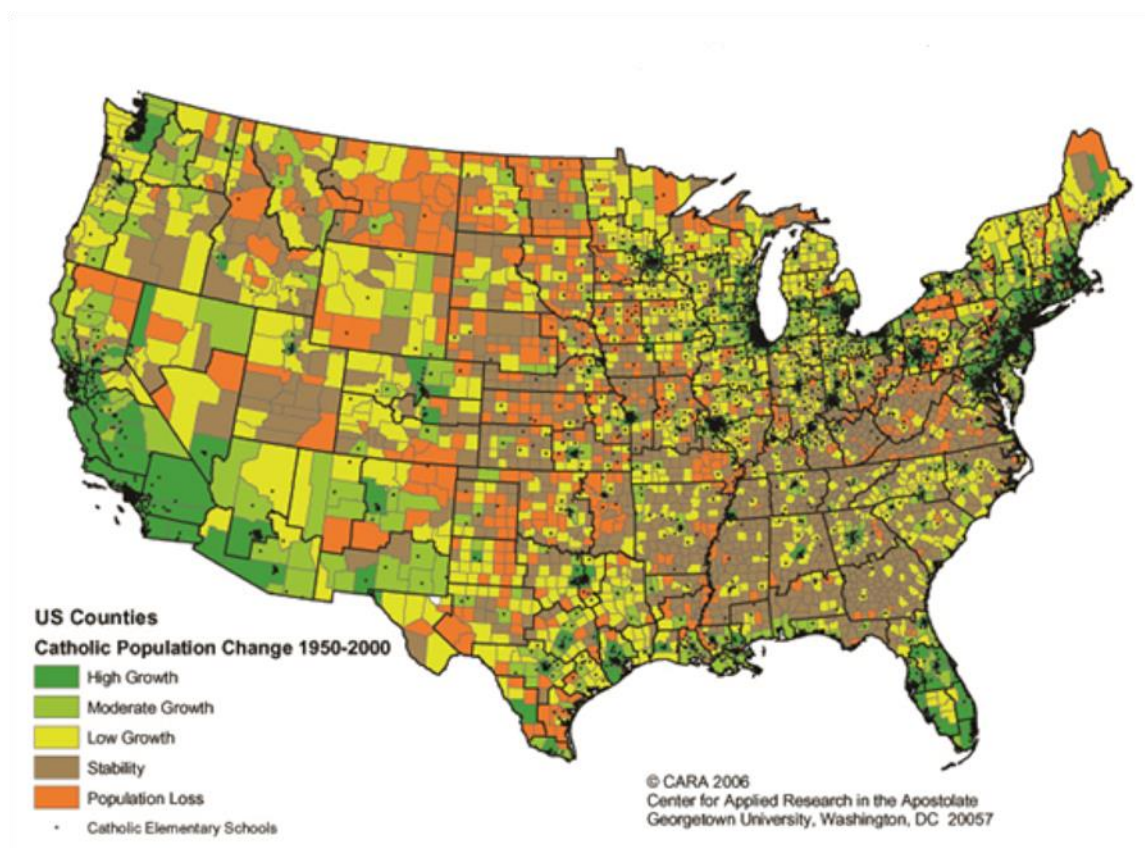 US Counties
Catholic Population Change 1950-2000
High Growth
Moderate Growth
Low Growth
Stability
Population Loss
Catholic Elementary Schools
© CARA 2006
Center for Applied Research in the Apostolate
Georgetown University, Washington, DC 20057